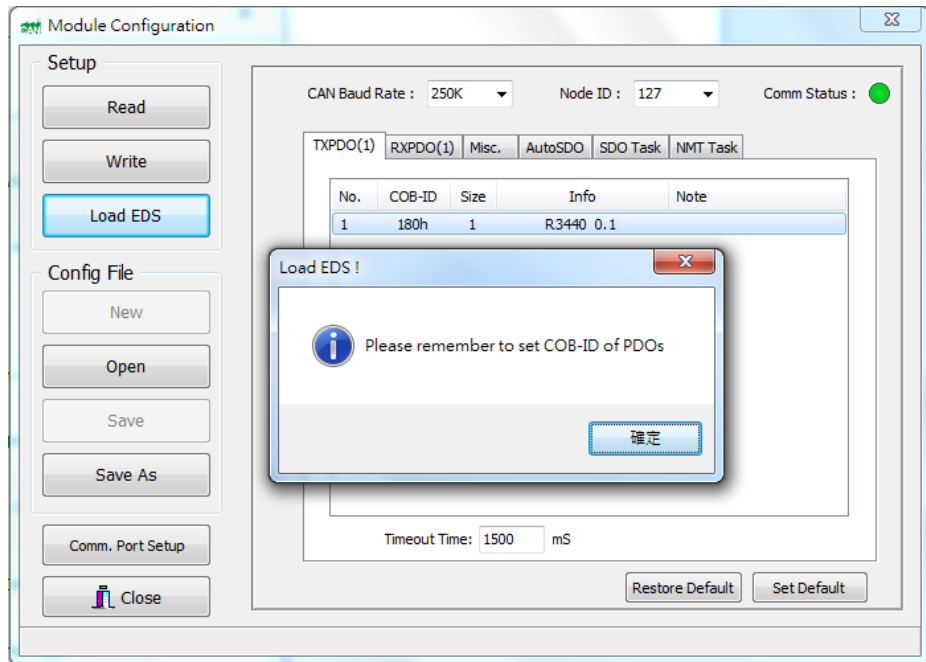 Module Configuration
Setup
Read
Write
Load EDS
Config File
New
Open
Save
Save As
Comm. Port Setup
Close
CAN Baud Rate : 250K Node ID : 127 Comm Status :
TXPDO(1) RXPDO(1) Misc. AutoSDO SDO Task NMT Task
No. COB-ID Size Info Note
1 180h 1 R3440 0.1
Load EDS !
Please remember to set COB-ID of PDOs
確定
Timeout Time: 1500 mS
Restore Default Set Default